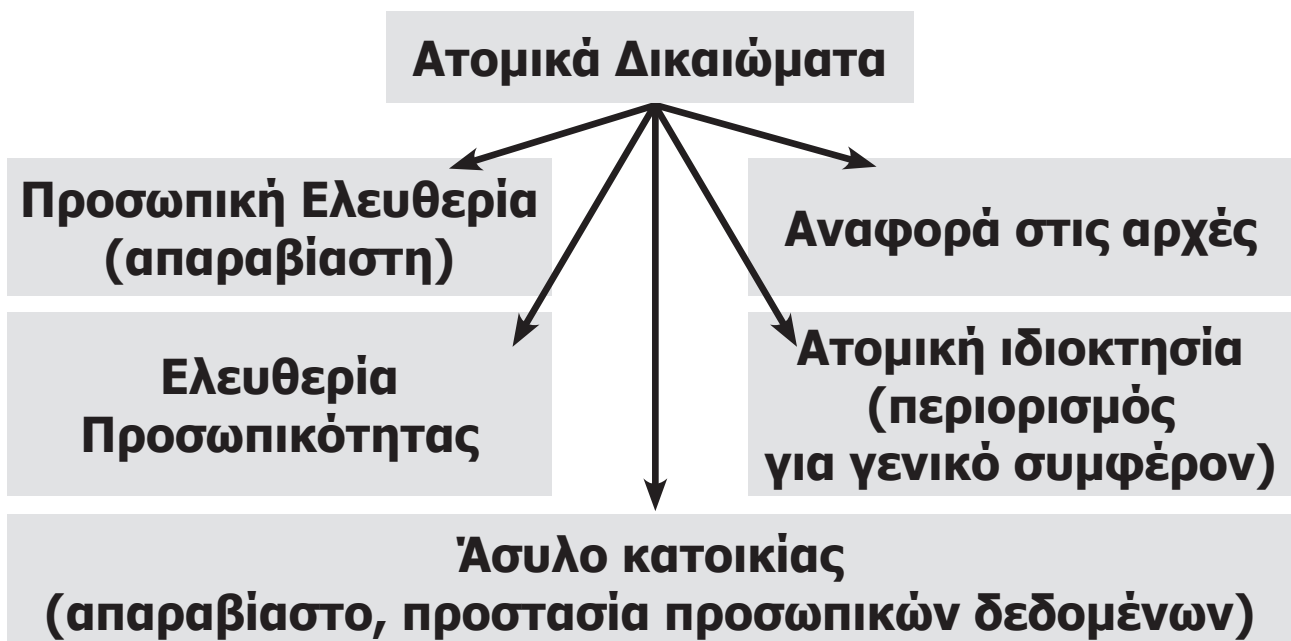 Ατομικά Δικαιώματα
Προσωπική Ελευθερία
(απαραβίαστη)
Αναφορά στις αρχές
Ελευθερία
Προσωπικότητας
Ατομική ιδιοκτησία
(περιορισμός
για γενικό συμφέρον)
Άσυλο κατοικίας
(απαραβίαστο, προστασία προσωπικών δεδομένων)